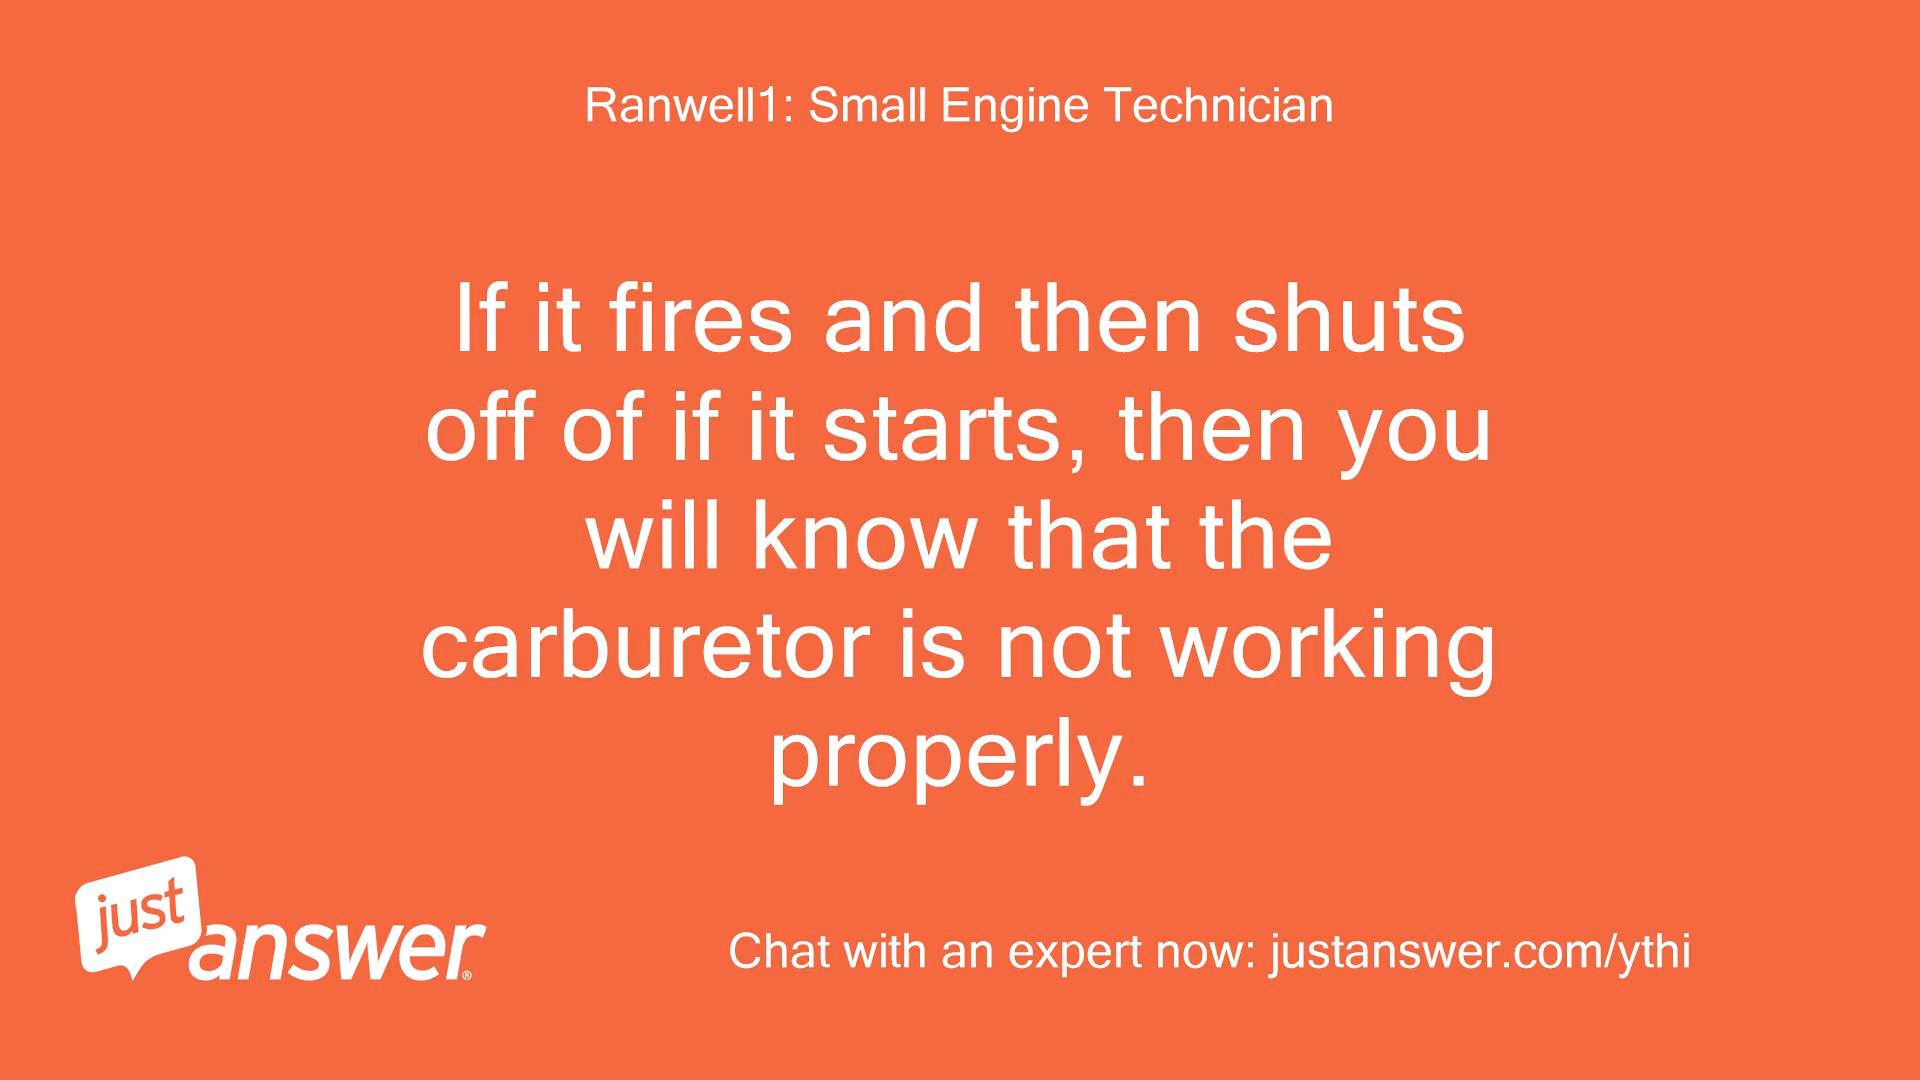 Ranwell1: Small Engine Technician
If it fires and then shuts
off of if it starts, then you
will know that the
carburetor is not working
properly.
just
answer®
Chat with an expert now: justanswer.com/ythi